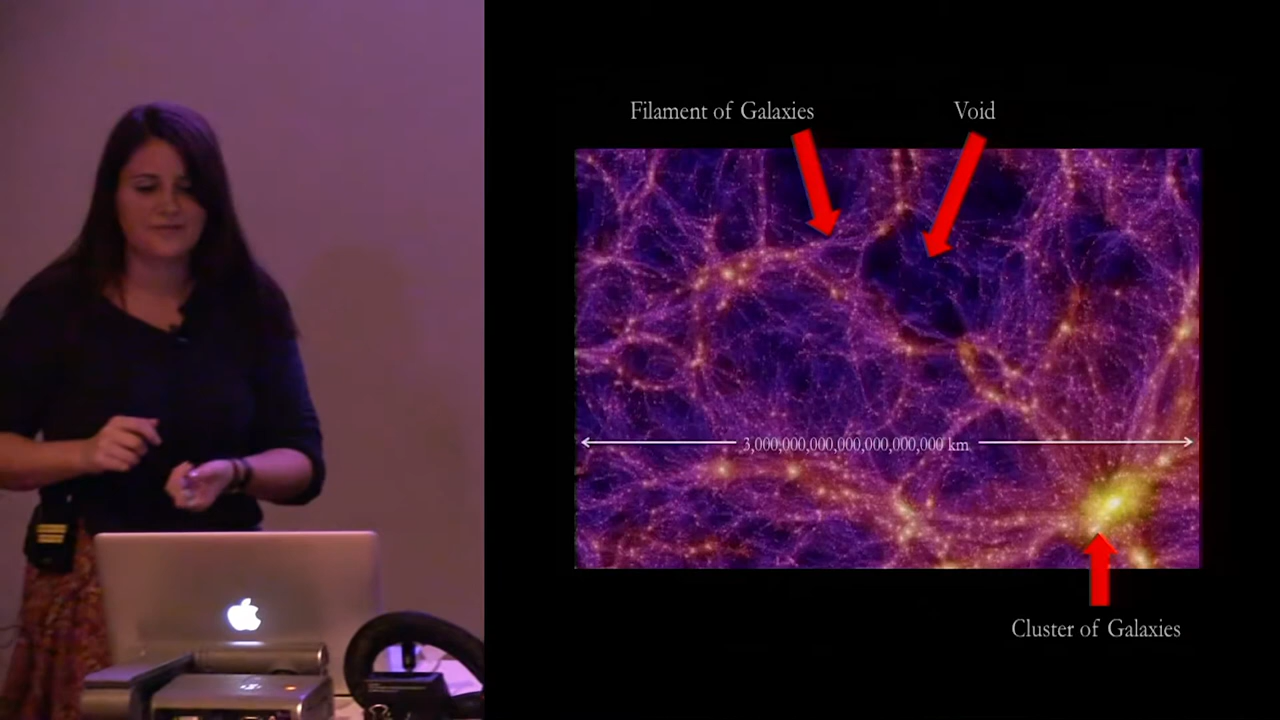 Filament of Galaxies
Void
3,000,000,000,000,000,000,000 km
Cluster of Galaxies